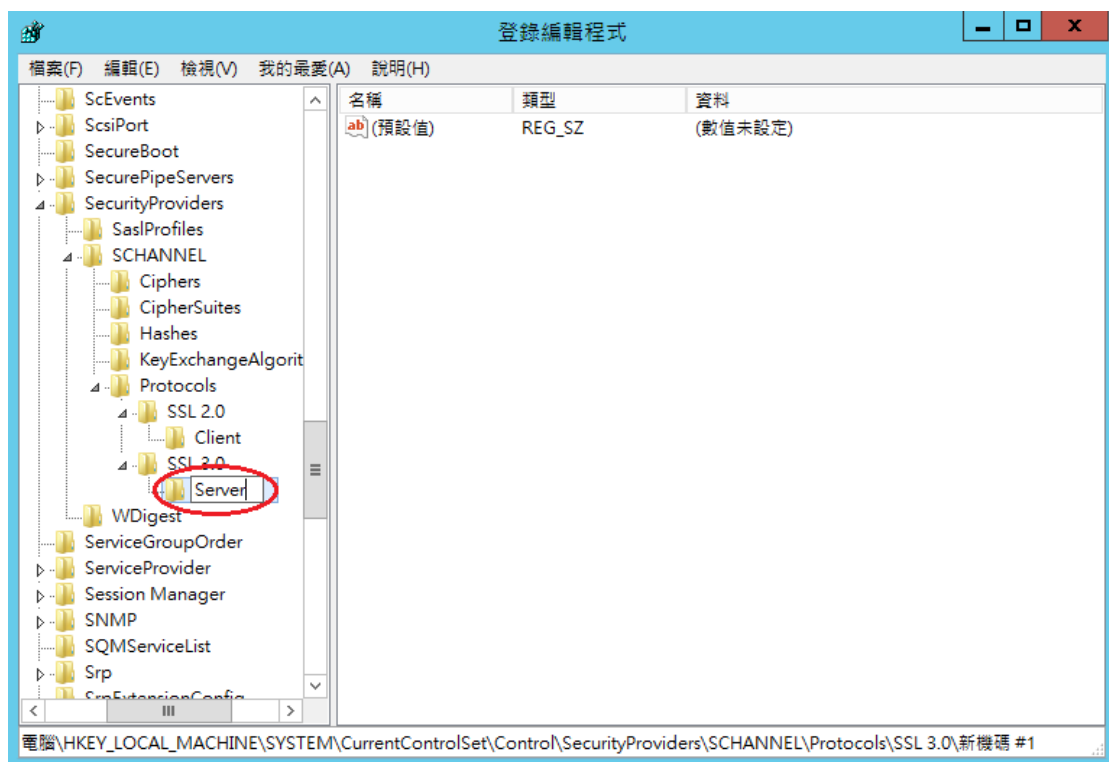 登錄編輯程式
檔案(F) 編輯(E) 檢視(V) 我的最愛(A) 說明(H)
ScEvents
ScsiPort
SecureBoot
SecurePipeServers
SecurityProviders
SaslProfiles
SCHANNEL
Ciphers
CipherSuites
Hashes
KeyExchangeAlgorit
Protocols
SSL 2.0
Client
SSL 3.0
Server
WDigest
ServiceGroupOrder
ServiceProvider
Session Manager
SNMP
SQMServiceList
Srp
SrpExtensionConfig
名稱 類型 資料
ab (預設值) REG_SZ (數值未設定)
電腦\HKEY_LOCAL_MACHINE\SYSTEM\CurrentControlSet\Control\SecurityProviders\SCHANNEL\Protocols\SSL 3.0\新機碼 #1